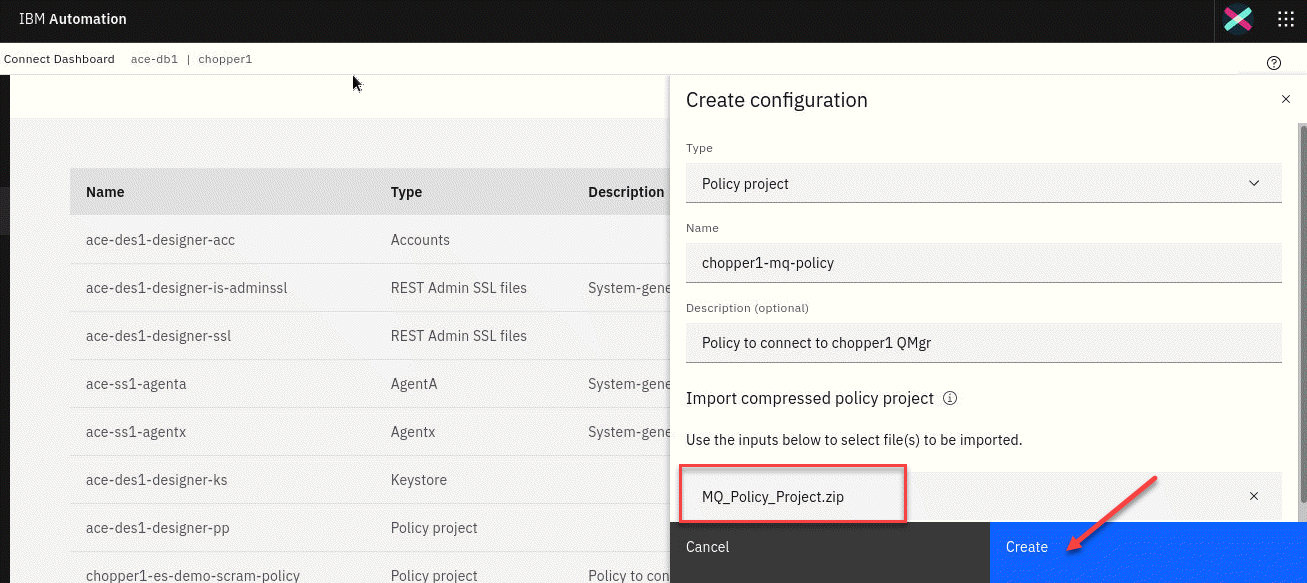 IBM Automation
Connect Dashboard ace-db1 | chopper1
Create configuration
Type
Policy project
Name
chopper1-mq-policy
Description (optional)
Policy to connect to chopper1 QMgr
Import compressed policy project
Use the inputs below to select file(s) to be imported.
MQ_Policy_Project.zip
Cancel Create
Name Type Description
ace-des1-designer-acc Accounts
ace-des1-designer-is-adminssl REST Admin SSL files System-gene
ace-des1-designer-ssl REST Admin SSL files
ace-ss1-agenta AgentA System-gene
ace-ss1-agentx Agentx System-gene
ace-des1-designer-ks Keystore
ace-des1-designer-pp Policy project
chopper1-es-demo-scram-policy Policy project Policy to con